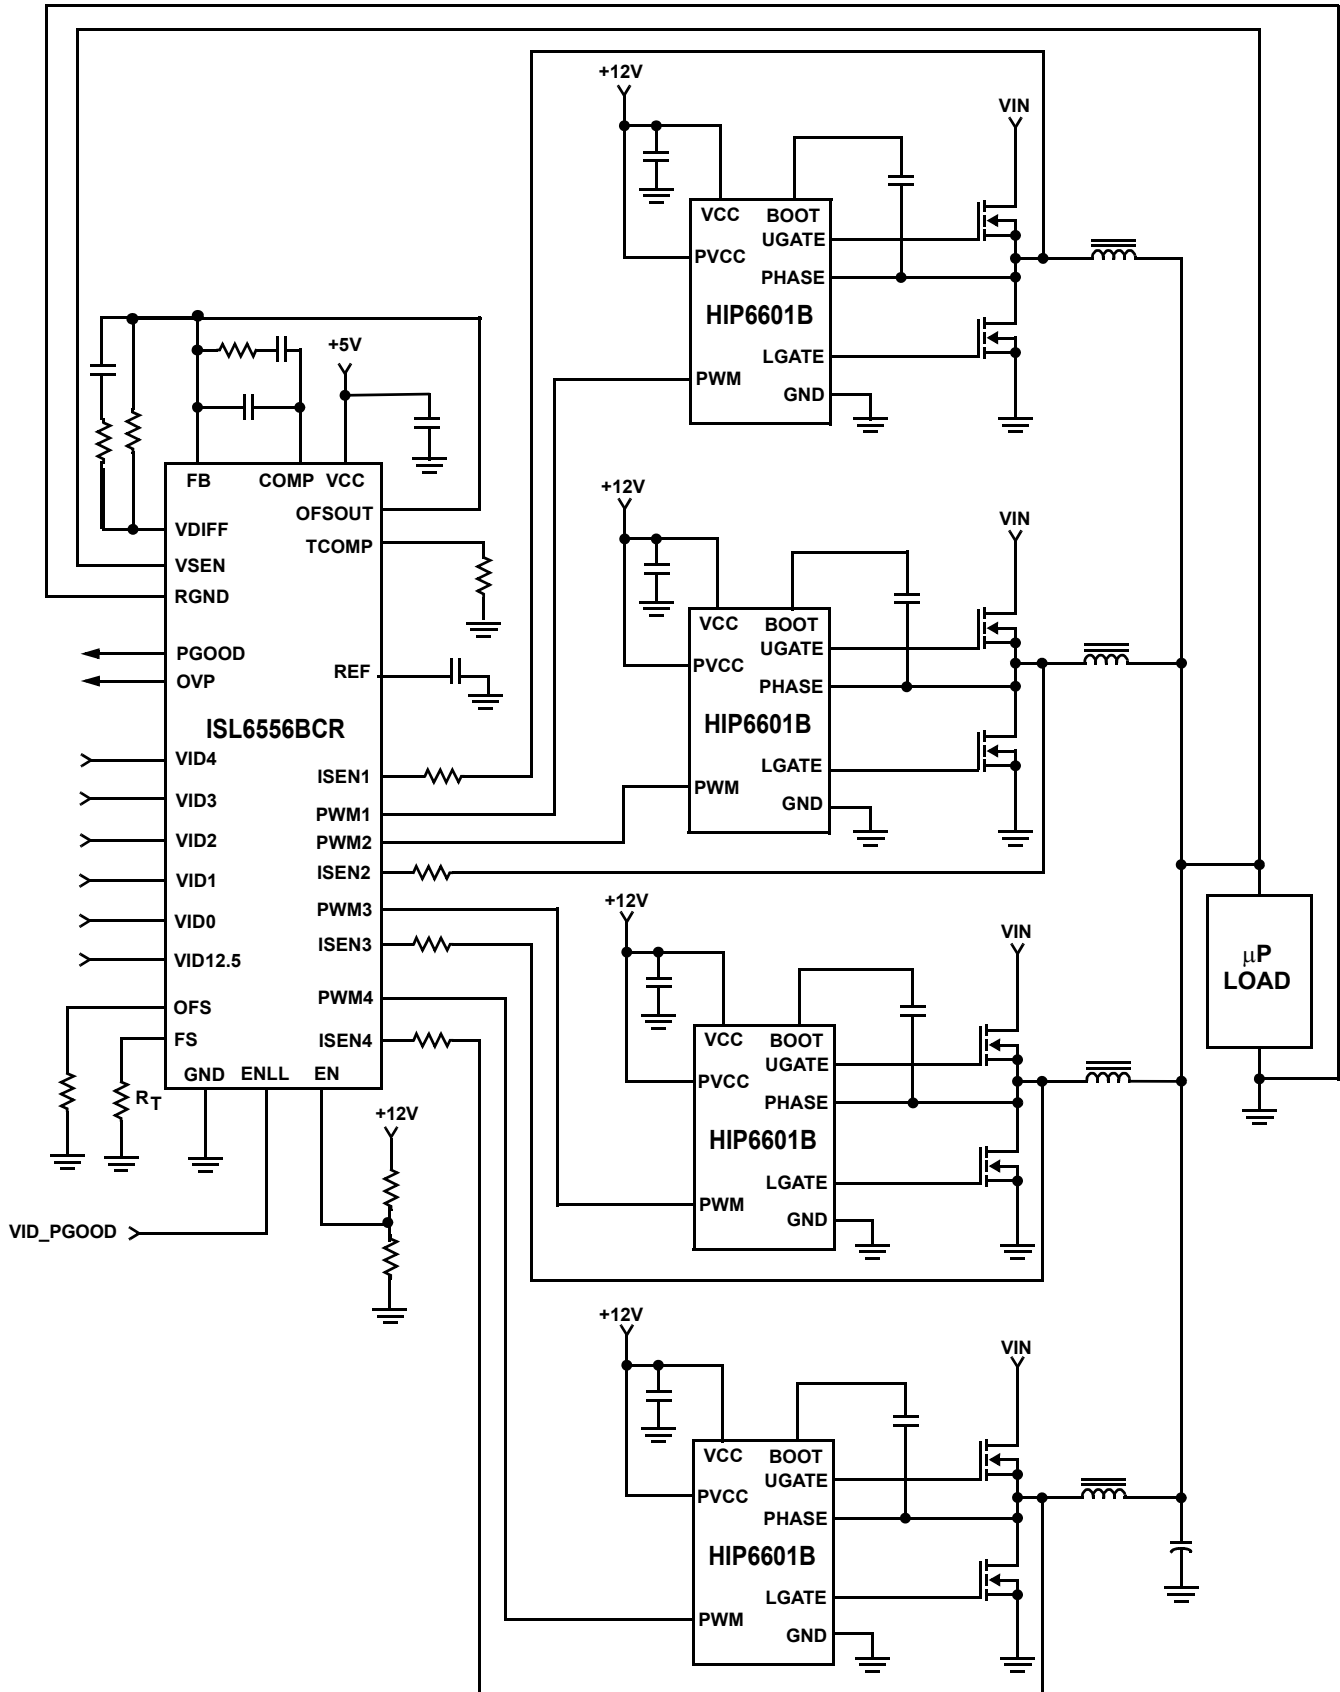 +12V
VIN
VCC
BOOT
UGATE
PVCC
PHASE
HIP6601B
LGATE
PWM
GND
+5V
FB
COMP
VCC
OFSOUT
VDIFF
TCOMP
VSEN
RGND
PGOOD
REF
OVP
ISL6556BCR
VID4
ISEN1
VID3
PWM1
VID2
PWM2
VID1
ISEN2
VID0
PWM3
ISEN3
VID12.5
PWM4
OFS
FS
ISEN4
GND
ENLL
EN
RT
+12V
VID_PGOOD
+12V
VIN
VCC
BOOT
UGATE
PVCC
PHASE
HIP6601B
LGATE
PWM
GND
+12V
VIN
VCC
BOOT
UGATE
PVCC
PHASE
HIP6601B
LGATE
PWM
GND
μP
LOAD
+12V
VIN
VCC
BOOT
UGATE
PVCC
PHASE
HIP6601B
LGATE
PWM
GND